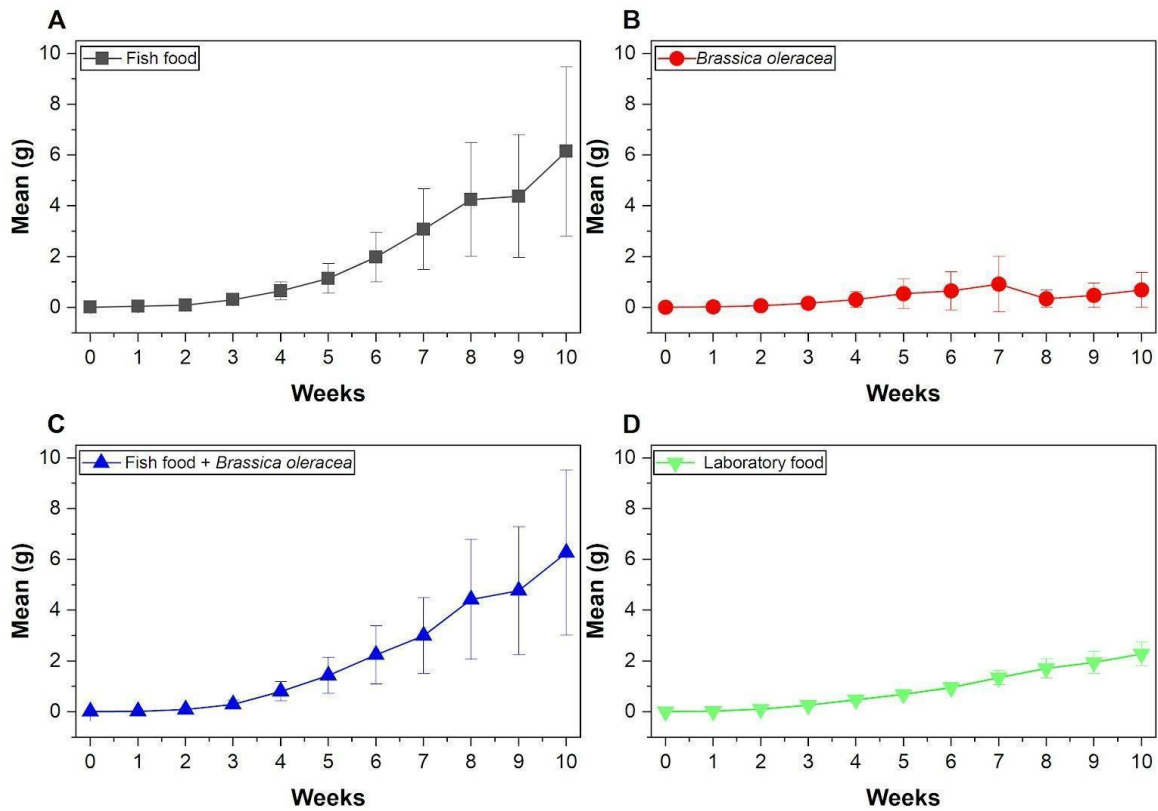 A
Fish food
Mean (g)
10
8
6
4
2
0
0 1 2 3 4 5 6 7 8 9 10
Weeks
B
Brassica oleracea
Mean (g)
10
8
6
4
2
0
0 1 2 3 4 5 6 7 8 9 10
Weeks
C
Fish food + Brassica oleracea
Mean (g)
10
8
6
4
2
0
0 1 2 3 4 5 6 7 8 9 10
Weeks
D
Laboratory food
Mean (g)
10
8
6
4
2
0
0 1 2 3 4 5 6 7 8 9 10
Weeks